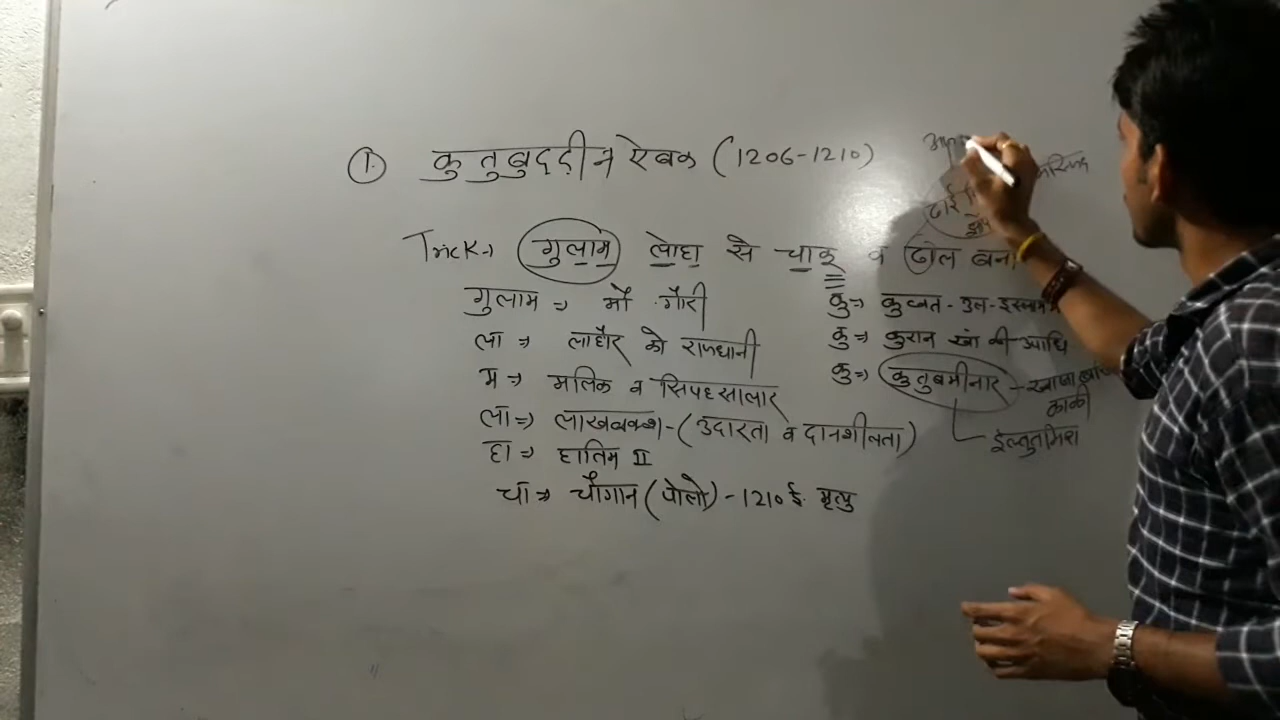 ① कुतुबुद्दीन ऐबक (1206-1210)
Trick→ गुलाम लोहा से चाकू व ढोल बना
गुलाम ⇒ मो गौरी
ला ⇒ लाहौर को राजधानी
म ⇒ मलिक व सिपहसालार
ला ⇒ लाखबक्श-(उदारता व दानशीलता)
हा ⇒ हातिम II
चा ⇒ चौगान (पोलो) - 1210 ई. मृत्यु
ढाई
कु ⇒ कुव्वत-उल-इस्लाम
कु ⇒ कुरान खां की उपाधि
कु ⇒ कुतुबमीनार - ख्वाजा
काकी
इल्तुतमिश